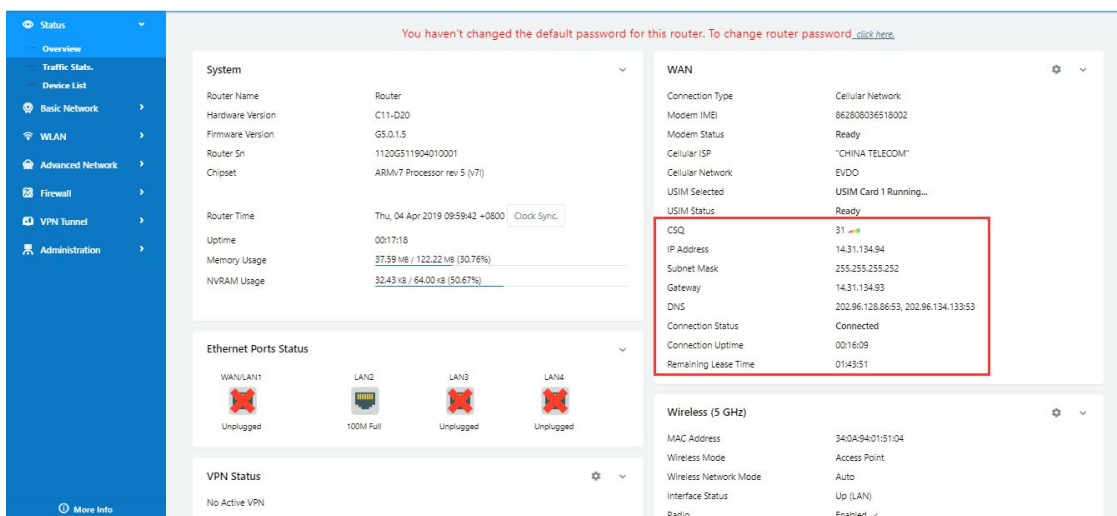 Status
Overview
Traffic Stats.
Device List
Basic Network
WLAN
Advanced Network
Firewall
VPN Tunnel
Administration
More Info
You haven't changed the default password for this router. To change router password click here.
System
Router Name Router
Hardware Version C11-D20
Firmware Version G5.0.1.5
Router Sn 1120G511904010001
Chipset ARMv7 Processor rev 5 (v7l)
Router Time Thu, 04 Apr 2019 09:59:42 +0800 Clock Sync.
Uptime 00:17:18
Memory Usage 37.59 MB / 122.22 MB (30.76%)
NVRAM Usage 32.43 KB / 64.00 KB (50.67%)
Ethernet Ports Status
WAN/LAN1 LAN2 LAN3 LAN4
Unplugged 100M Full Unplugged Unplugged
VPN Status
No Active VPN
WAN
Connection Type Cellular Network
Modem IMEI 862808036518002
Modem Status Ready
Cellular ISP "CHINA TELECOM"
Cellular Network EVDO
USIM Selected USIM Card 1 Running...
USIM Status Ready
CSQ 31
IP Address 14.31.134.94
Subnet Mask 255.255.255.252
Gateway 14.31.134.93
DNS 202.96.128.86:53, 202.96.134.133:53
Connection Status Connected
Connection Uptime 00:16:09
Remaining Lease Time 01:43:51
Wireless (5 GHz)
MAC Address 34:0A:94:01:51:04
Wireless Mode Access Point
Wireless Network Mode Auto
Interface Status Up (LAN)
Radio Enabled ✓